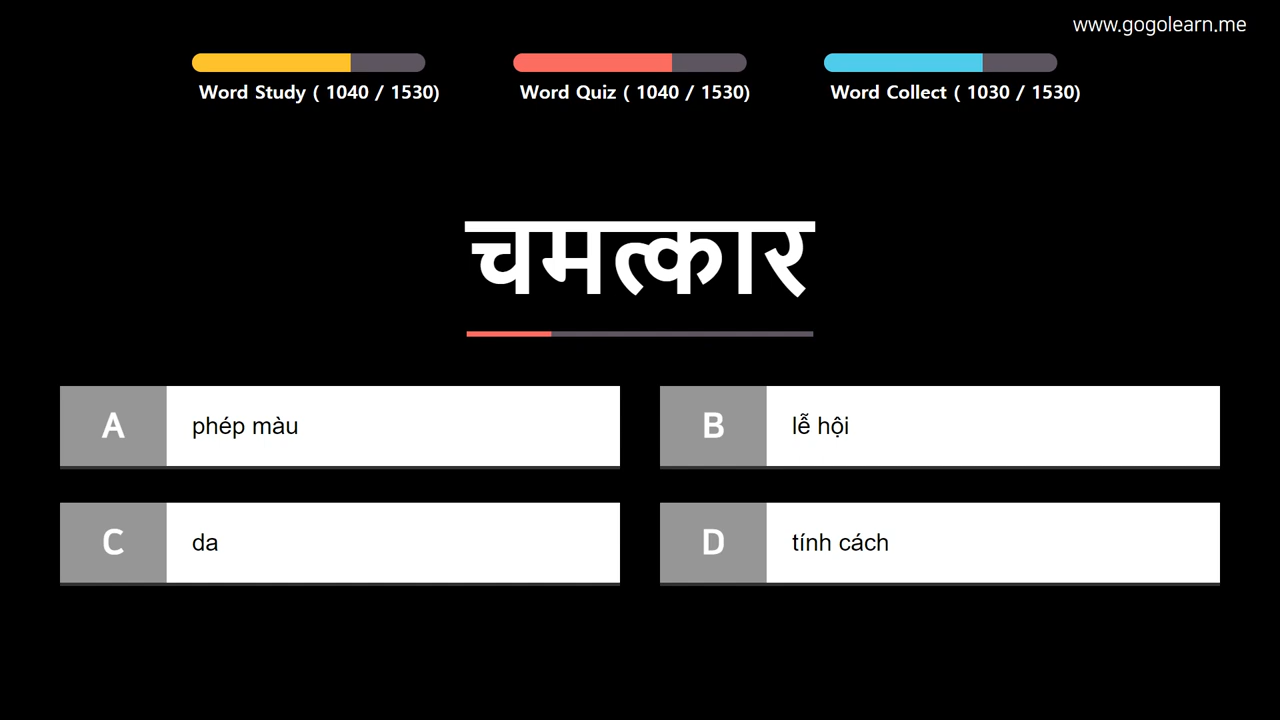 www.gogolearn.me
Word Study ( 1040 / 1530)
Word Quiz ( 1040 / 1530)
Word Collect ( 1030 / 1530)
चमत्कार
A phép màu
B lễ hội
C da
D tính cách